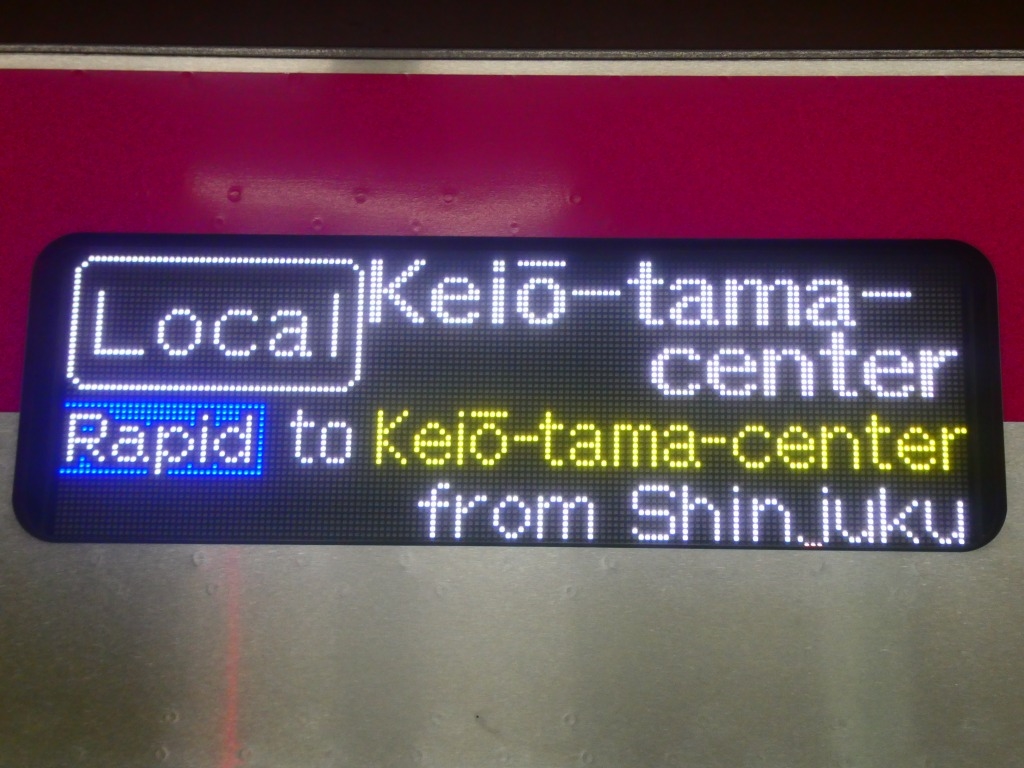 Local Keiō-tama-
center
Rapid to Keiō-tama-center
from Shinjuku